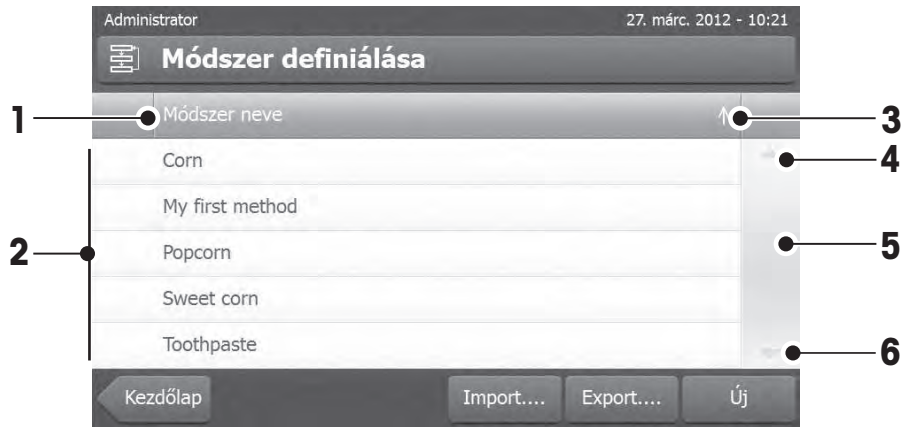 Administrator 27. márc. 2012 - 10:21
Módszer definiálása
1 Módszer neve 3
Corn 4
My first method
2 Popcorn 5
Sweet corn
Toothpaste 6
Kezdőlap Import.... Export.... Új